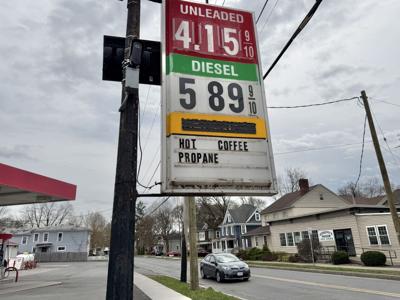 UNLEADED
4.15 9/10
DIESEL
5.89 9/10
HOT COFFEE
PROPANE